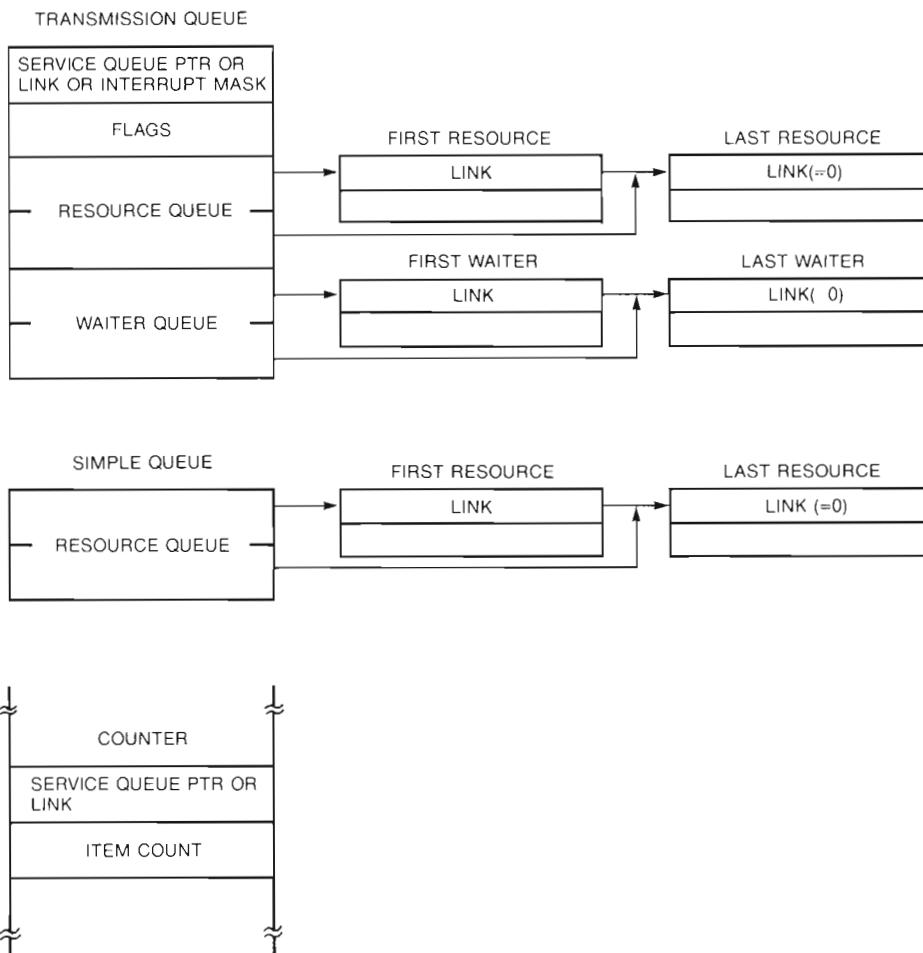 TRANSMISSION QUEUE
SERVICE QUEUE PTR OR
LINK OR INTERRUPT MASK
FLAGS
RESOURCE QUEUE
WAITER QUEUE
FIRST RESOURCE
LINK
LAST RESOURCE
LINK(=0)
FIRST WAITER
LINK
LAST WAITER
LINK( 0)
SIMPLE QUEUE
RESOURCE QUEUE
FIRST RESOURCE
LINK
LAST RESOURCE
LINK (=0)
COUNTER
SERVICE QUEUE PTR OR
LINK
ITEM COUNT